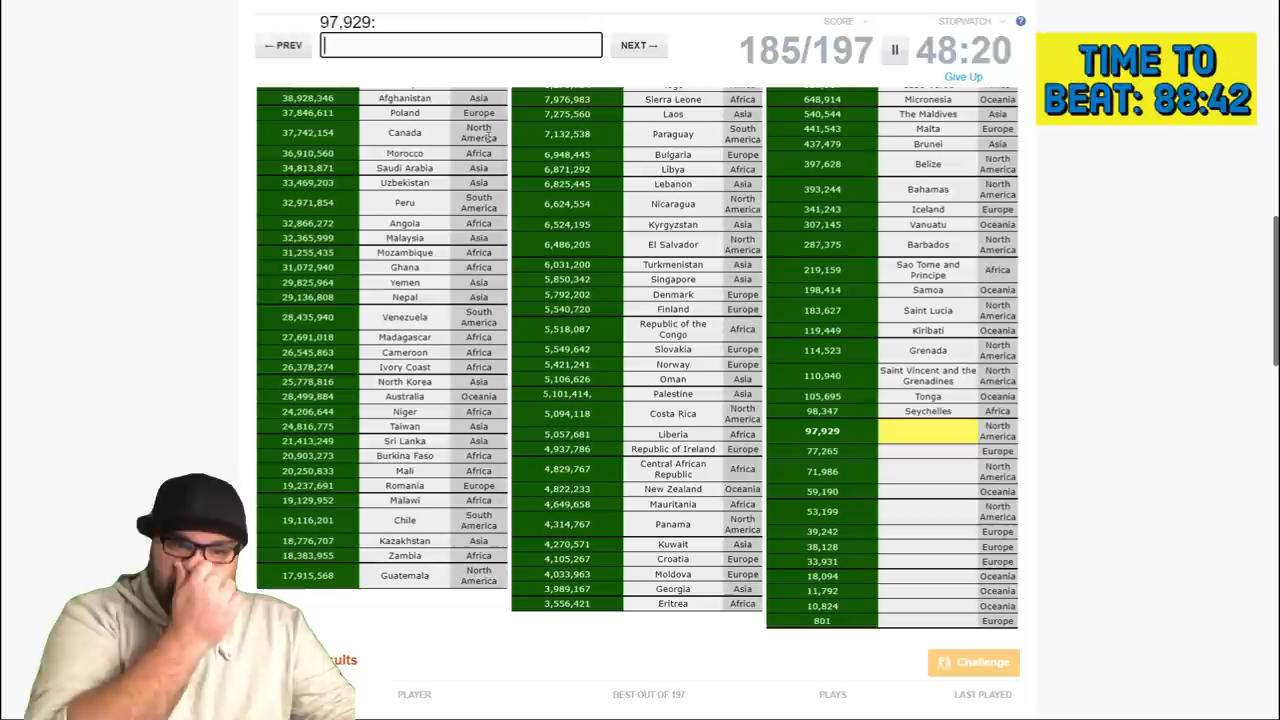 97,929:
← PREV
NEXT →
SCORE
185/197
STOPWATCH
48:20
Give Up
TIME TO
BEAT: 88:42
38,928,346 Afghanistan Asia
37,846,611 Poland Europe
37,742,154 Canada North America
36,910,560 Morocco Africa
34,813,871 Saudi Arabia Asia
33,469,203 Uzbekistan Asia
32,971,854 Peru South America
32,866,272 Angola Africa
32,365,999 Malaysia Asia
31,255,435 Mozambique Africa
31,072,940 Ghana Africa
29,825,964 Yemen Asia
29,136,808 Nepal Asia
28,435,940 Venezuela South America
27,691,018 Madagascar Africa
26,545,863 Cameroon Africa
26,378,274 Ivory Coast Africa
25,778,816 North Korea Asia
28,499,884 Australia Oceania
24,206,644 Niger Africa
24,816,775 Taiwan Asia
21,413,249 Sri Lanka Asia
20,903,273 Burkina Faso Africa
20,250,833 Mali Africa
19,237,691 Romania Europe
19,129,952 Malawi Africa
19,116,201 Chile South America
18,776,707 Kazakhstan Asia
18,383,955 Zambia Africa
17,915,568 Guatemala North America
7,976,983 Sierra Leone Africa
7,275,560 Laos Asia
7,132,538 Paraguay South America
6,948,445 Bulgaria Europe
6,871,292 Libya Africa
6,825,445 Lebanon Asia
6,624,554 Nicaragua North America
6,524,195 Kyrgyzstan Asia
6,486,205 El Salvador North America
6,031,200 Turkmenistan Asia
5,850,342 Singapore Asia
5,792,202 Denmark Europe
5,540,720 Finland Europe
5,518,087 Republic of the Congo Africa
5,549,642 Slovakia Europe
5,421,241 Norway Europe
5,106,626 Oman Asia
5,101,414, Palestine Asia
5,094,118 Costa Rica North America
5,057,681 Liberia Africa
4,937,786 Republic of Ireland Europe
4,829,767 Central African Republic Africa
4,822,233 New Zealand Oceania
4,649,658 Mauritania Africa
4,314,767 Panama North America
4,270,571 Kuwait Asia
4,105,267 Croatia Europe
4,033,963 Moldova Europe
3,989,167 Georgia Asia
3,556,421 Eritrea Africa
648,914 Micronesia Oceania
540,544 The Maldives Asia
441,543 Malta Europe
437,479 Brunei Asia
397,628 Belize North America
393,244 Bahamas North America
341,243 Iceland Europe
307,145 Vanuatu Oceania
287,375 Barbados North America
219,159 Sao Tome and Principe Africa
198,414 Samoa Oceania
183,627 Saint Lucia North America
119,449 Kiribati Oceania
114,523 Grenada North America
110,940 Saint Vincent and the Grenadines North America
105,695 Tonga Oceania
98,347 Seychelles Africa
97,929 North America
77,265 Europe
71,986 North America
59,190 Oceania
53,199 North America
39,242 Europe
38,128 Europe
33,931 Europe
18,094 Oceania
11,792 Oceania
10,824 Oceania
801 Europe
Challenge
PLAYER BEST OUT OF 197 PLAYS LAST PLAYED